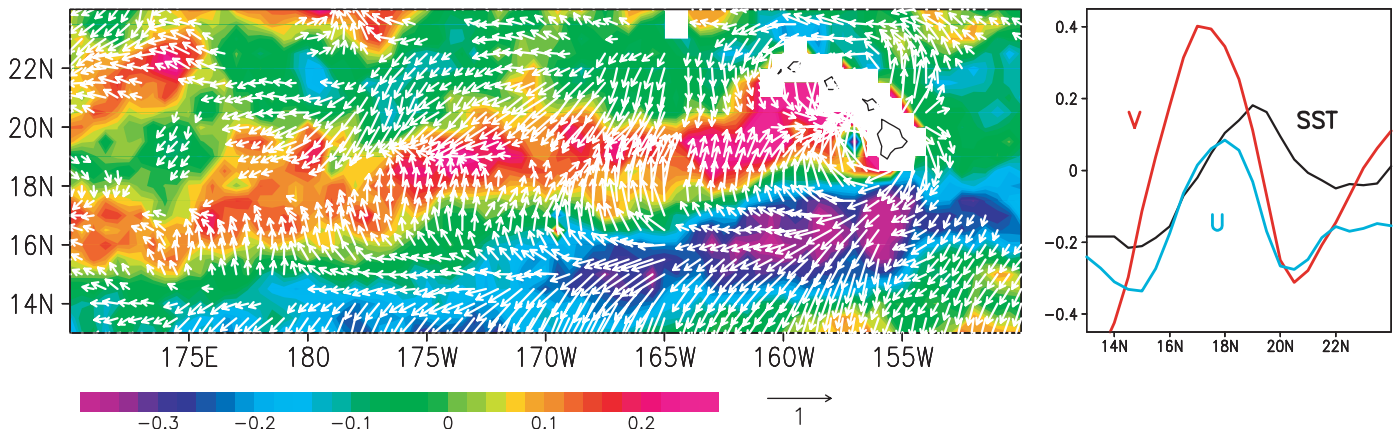 22N
20N
18N
16N
14N
175E 180 175W 170W 165W 160W 155W
-0.3 -0.2 -0.1 0 0.1 0.2
1
0.4
0.2
0
-0.2
-0.4
V
SST
U
14N 16N 18N 20N 22N